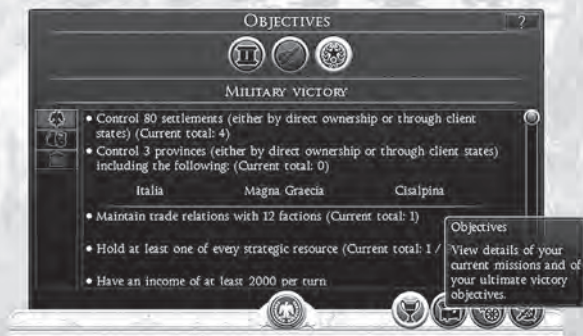 OBJECTIVES
?
MILITARY VICTORY
• Control 80 settlements (either by direct ownership or through client
states) (Current total: 4)
• Control 3 provinces (either by direct ownership or through client states)
including the following: (Current total: 0)
Italia Magna Graecia Cisalpina
• Maintain trade relations with 12 factions (Current total: 1)
• Hold at least one of every strategic resource (Current total: 1 /
• Have an income of at least 2000 per turn
Objectives
View details of your
current missions and of
your ultimate victory
objectives.